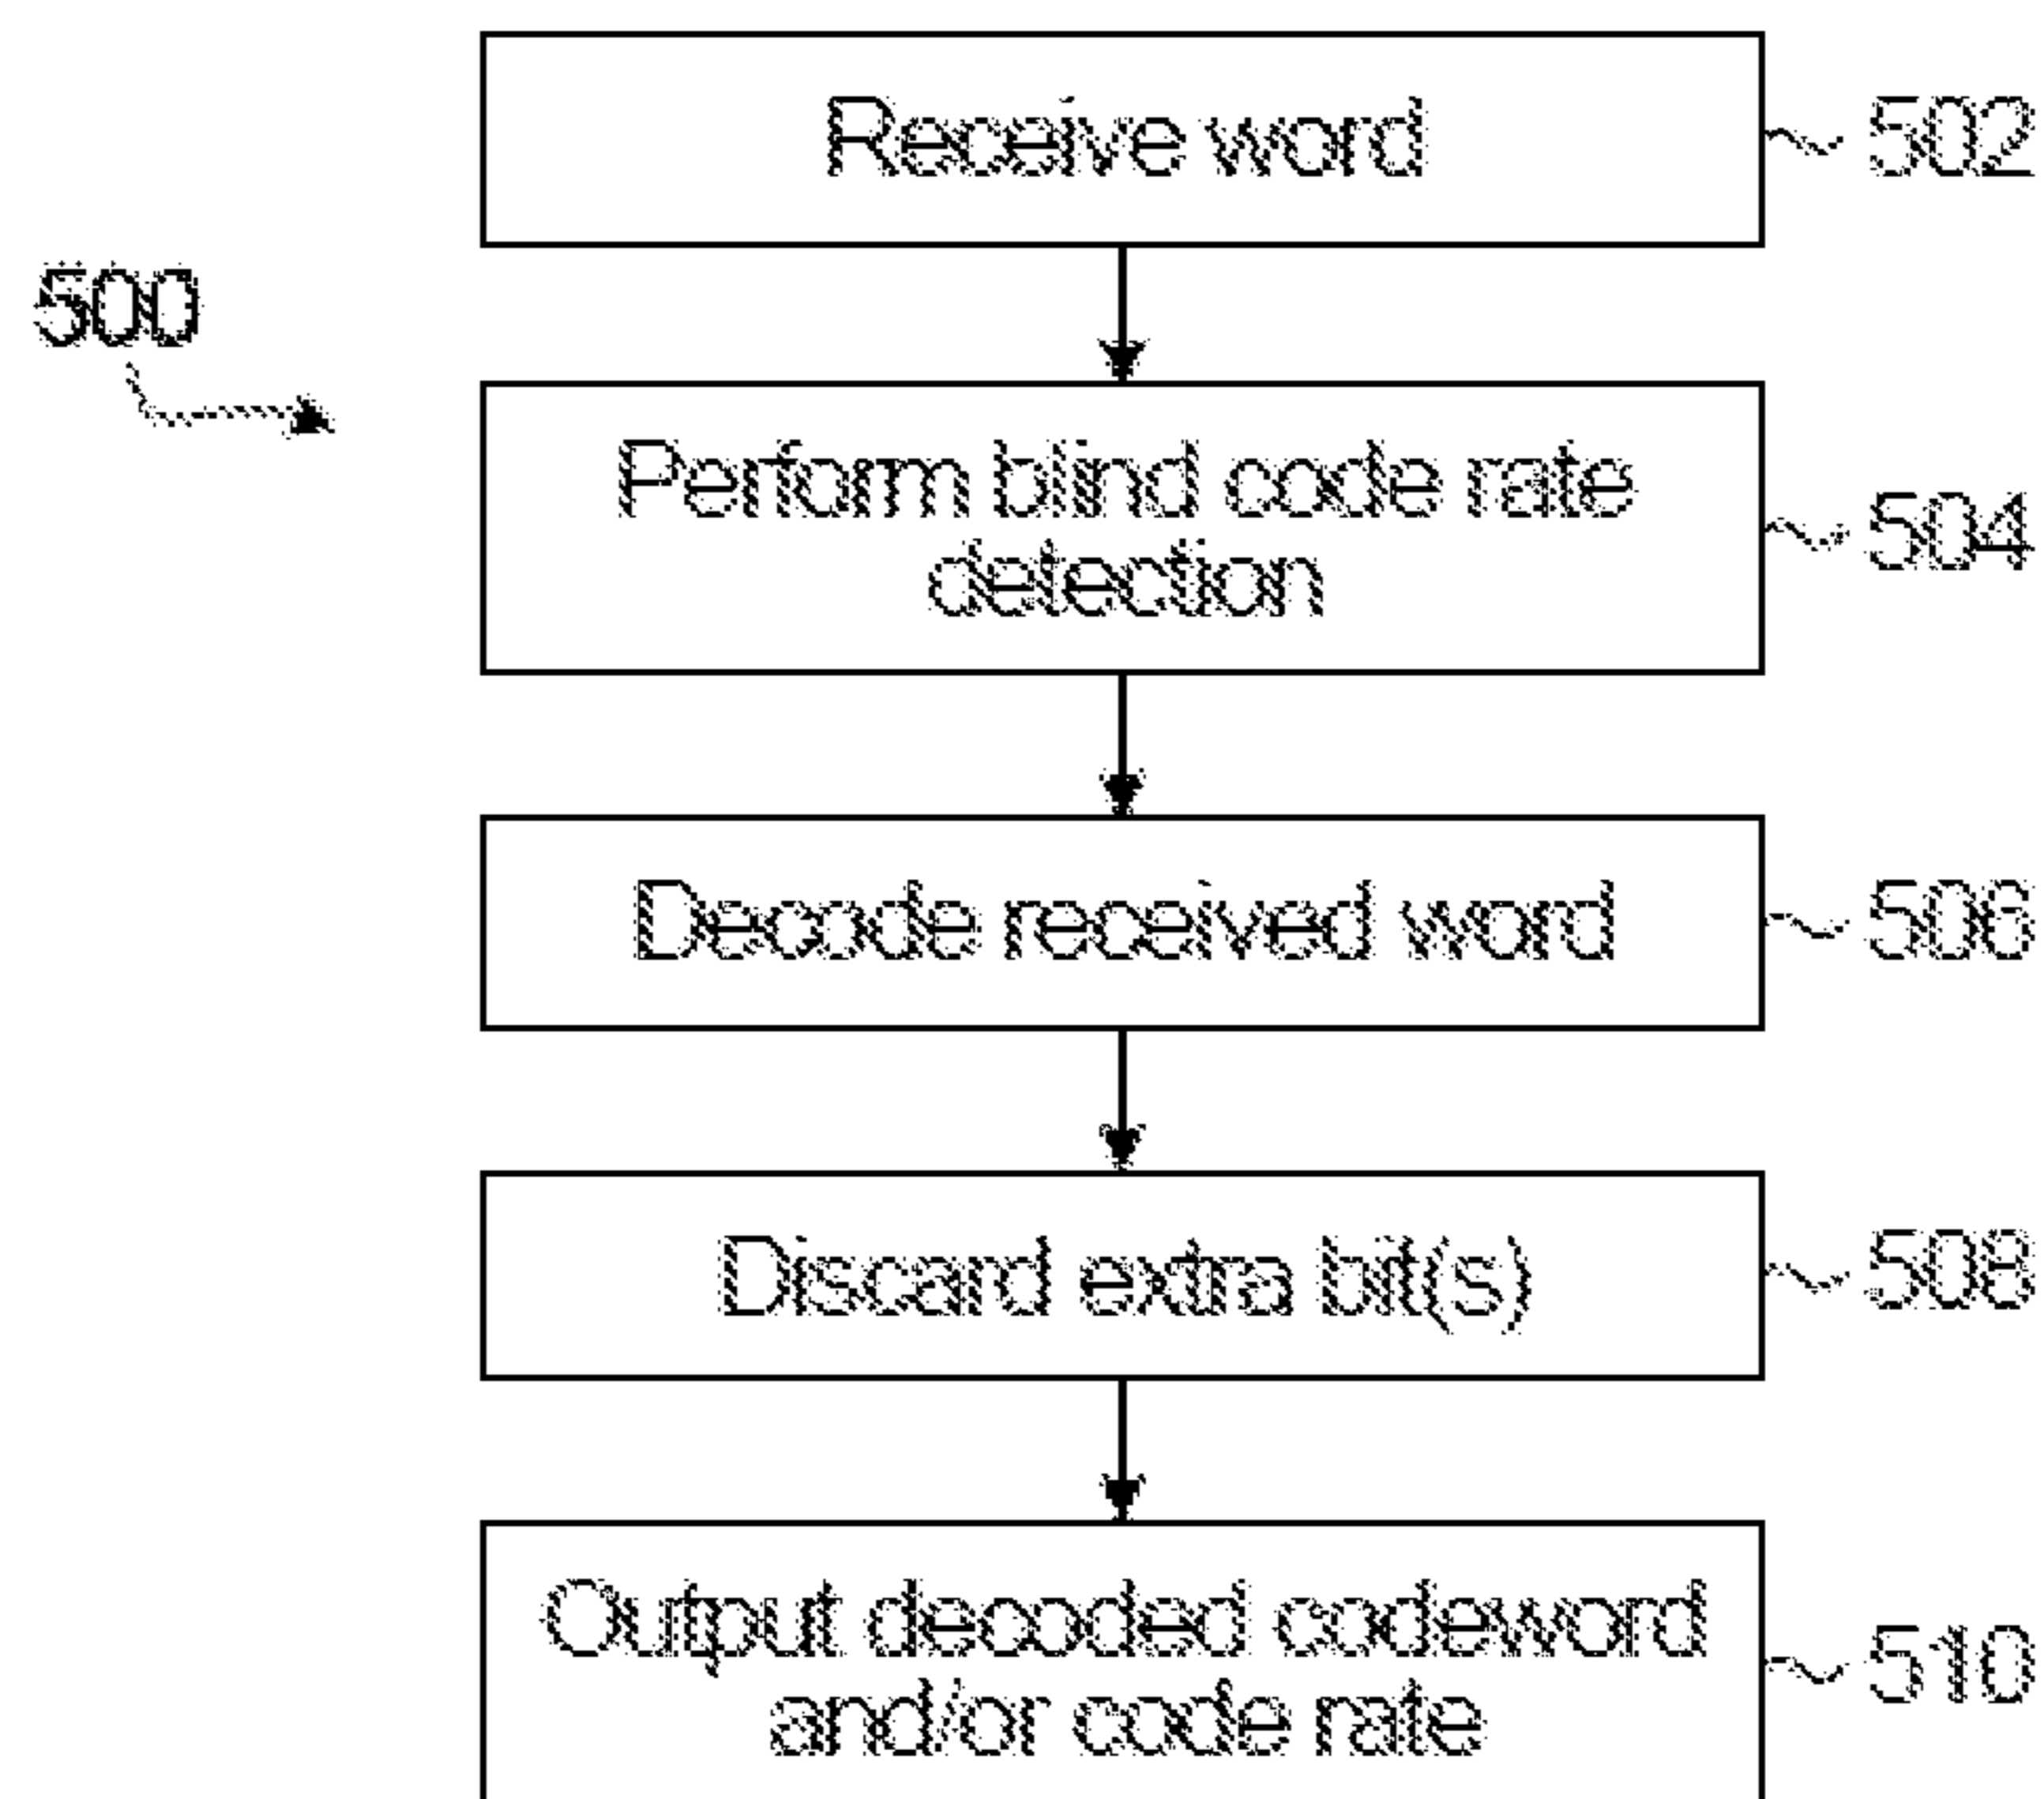 Receive word
502
500
Perform blind code rate
detection
504
Decode received word
506
Discard extra bit(s)
508
Output decoded codeword
and/or code rate
510